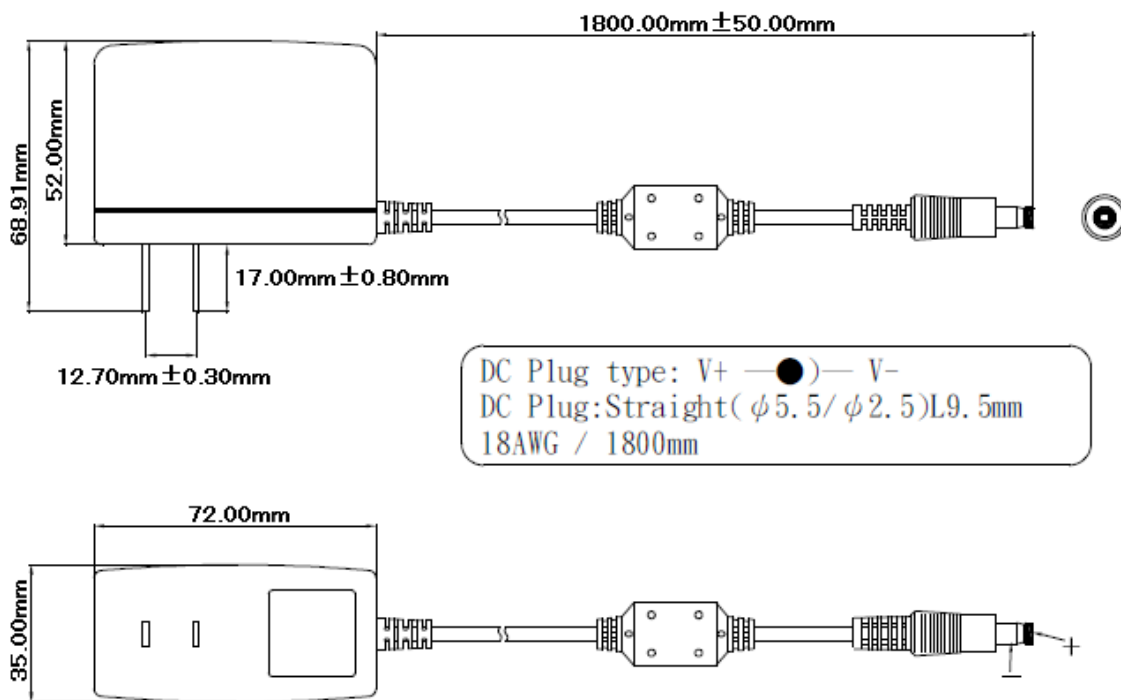 1800.00mm±50.00mm
68.91mm
52.00mm
17.00mm±0.80mm
12.70mm±0.30mm
DC Plug type: V+ —●)— V-
DC Plug:Straight(ϕ5.5/ϕ2.5)L9.5mm
18AWG / 1800mm
72.00mm
35.00mm
+
—